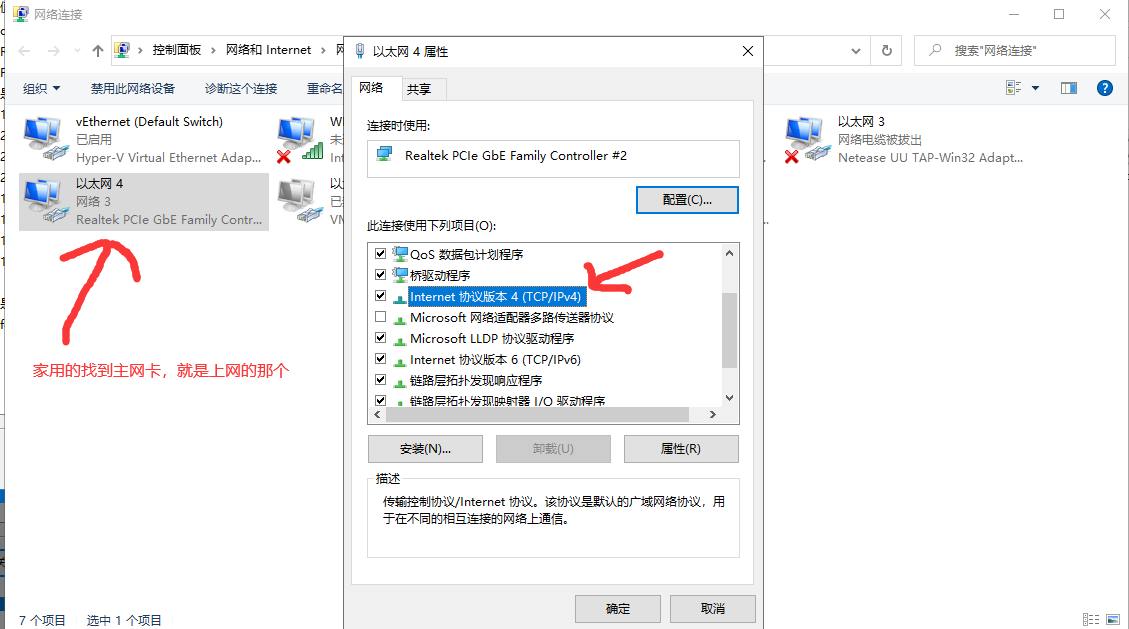 网络连接
控制面板 › 网络和 Internet ›
搜索"网络连接"
组织
禁用此网络设备
诊断这个连接
重命名
vEthernet (Default Switch)
已启用
Hyper-V Virtual Ethernet Adap...
以太网 4
网络 3
Realtek PCIe GbE Family Contr...
以太网 3
网络电缆被拔出
Netease UU TAP-Win32 Adapt...
家用的找到主网卡，就是上网的那个
以太网 4 属性
网络
共享
连接时使用:
Realtek PCIe GbE Family Controller #2
配置(C)...
此连接使用下列项目(O):
QoS 数据包计划程序
桥驱动程序
Internet 协议版本 4 (TCP/IPv4)
Microsoft 网络适配器多路传送器协议
Microsoft LLDP 协议驱动程序
Internet 协议版本 6 (TCP/IPv6)
链路层拓扑发现响应程序
链路层拓扑发现映射器 I/O 驱动程序
安装(N)...
卸载(U)
属性(R)
描述
传输控制协议/Internet 协议。该协议是默认的广域网络协议，用
于在不同的相互连接的网络上通信。
确定
取消
7 个项目
选中 1 个项目